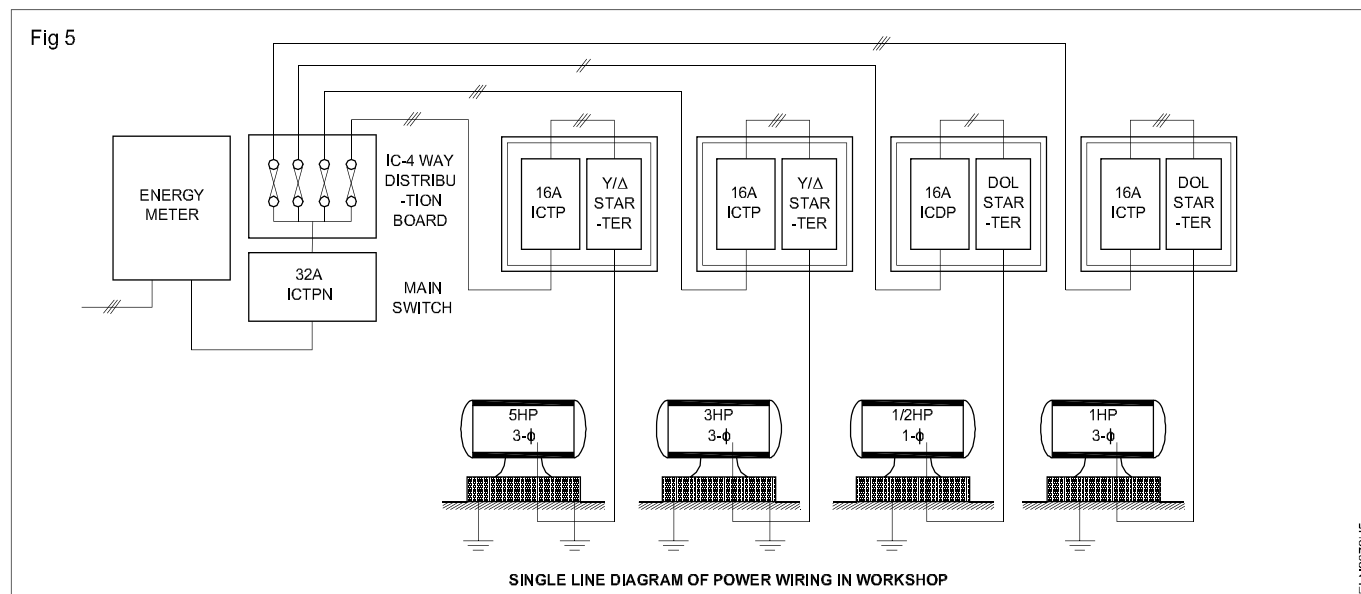 Fig 5
ENERGY
METER
IC-4 WAY
DISTRIBU
-TION
BOARD
32A
ICTPN
MAIN
SWITCH
16A
ICTP
Y/Δ
STAR
-TER
16A
ICTP
Y/Δ
STAR
-TER
16A
ICDP
DOL
STAR
-TER
16A
ICTP
DOL
STAR
-TER
5HP
3-ϕ
3HP
3-ϕ
1/2HP
1-ϕ
1HP
3-ϕ
SINGLE LINE DIAGRAM OF POWER WIRING IN WORKSHOP